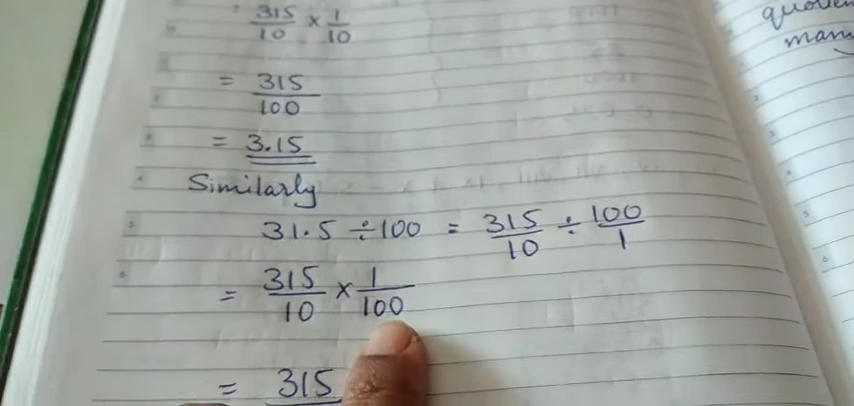 = 315/10 × 1/10
= 315/100
= 3.15
Similarly
31.5 ÷ 100 = 315/10 ÷ 100/1
= 315/10 × 1/100
= 315
many